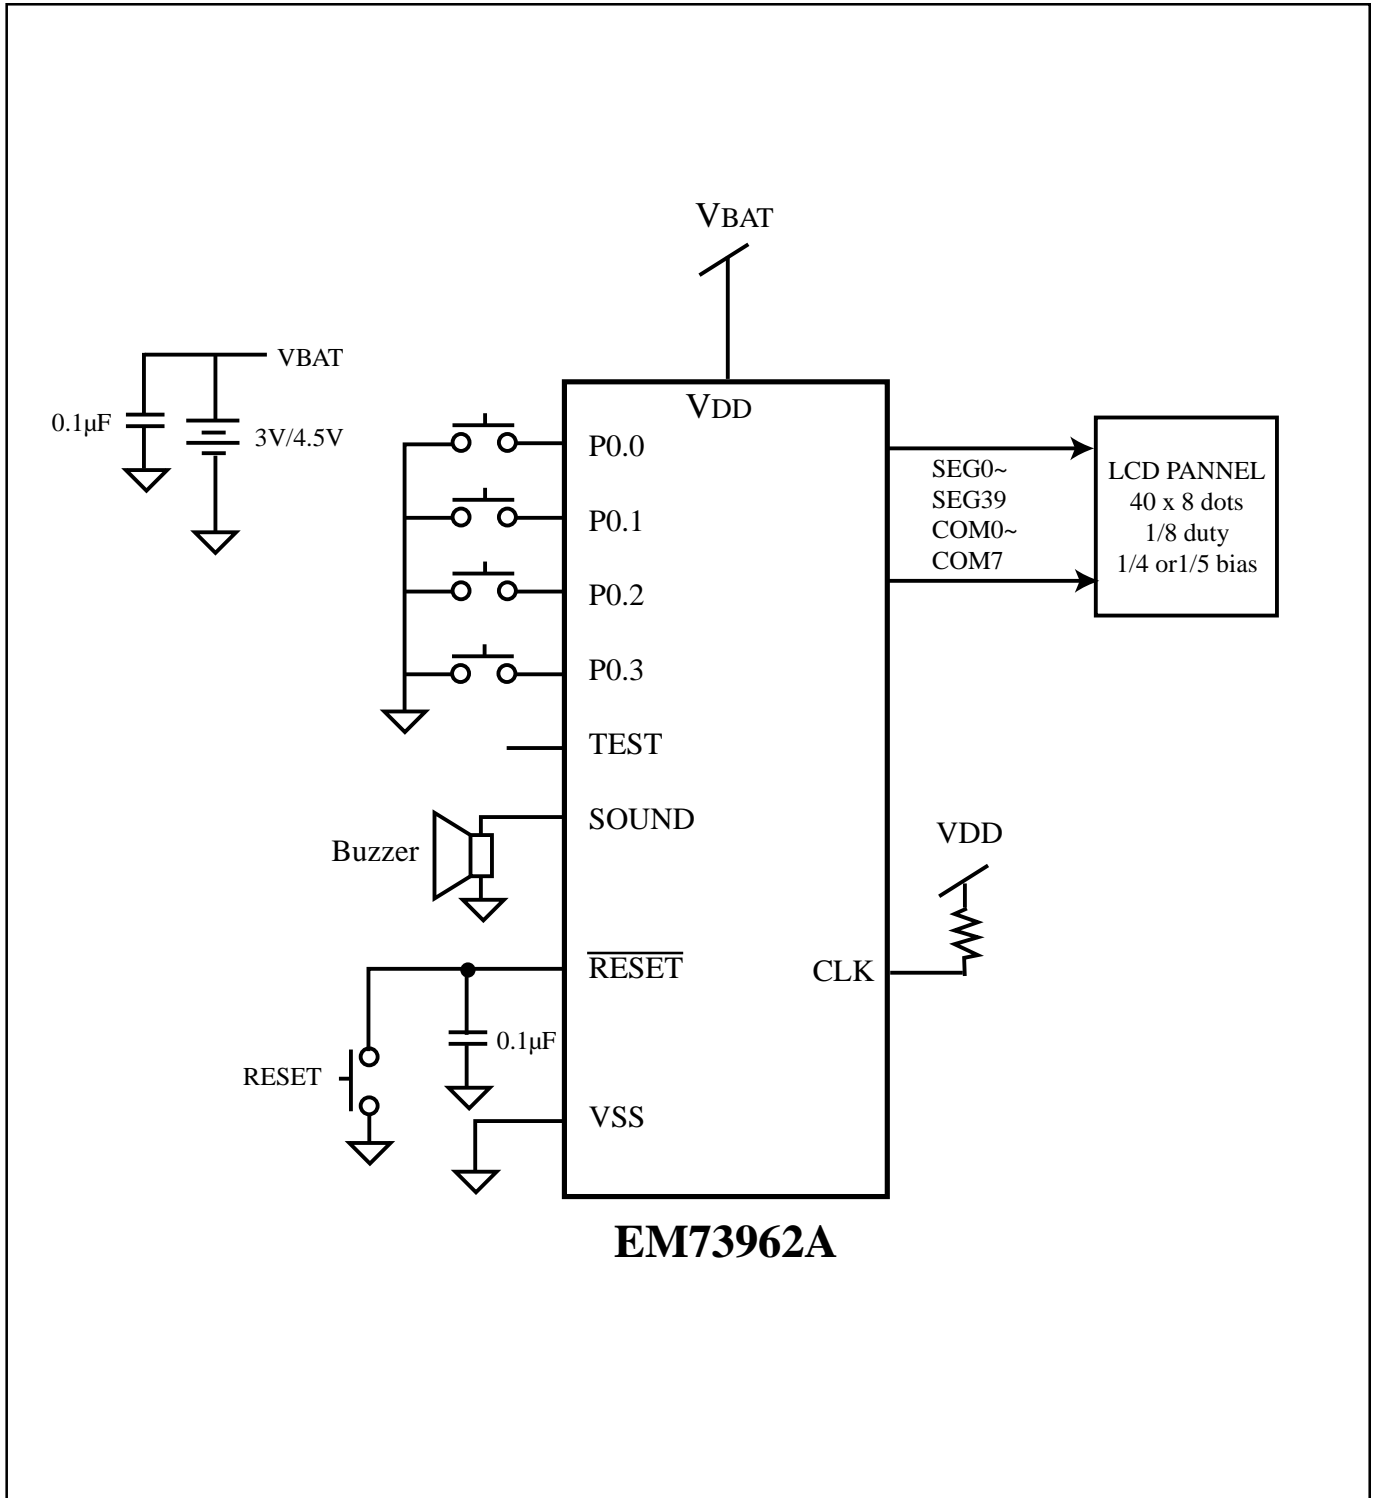 VBAT
VBAT
0.1µF
3V/4.5V
VDD
P0.0
P0.1
P0.2
P0.3
TEST
SOUND
RESET
VSS
CLK
SEG0~
SEG39
COM0~
COM7
LCD PANNEL
40 x 8 dots
1/8 duty
1/4 or1/5 bias
Buzzer
VDD
0.1µF
RESET
EM73962A